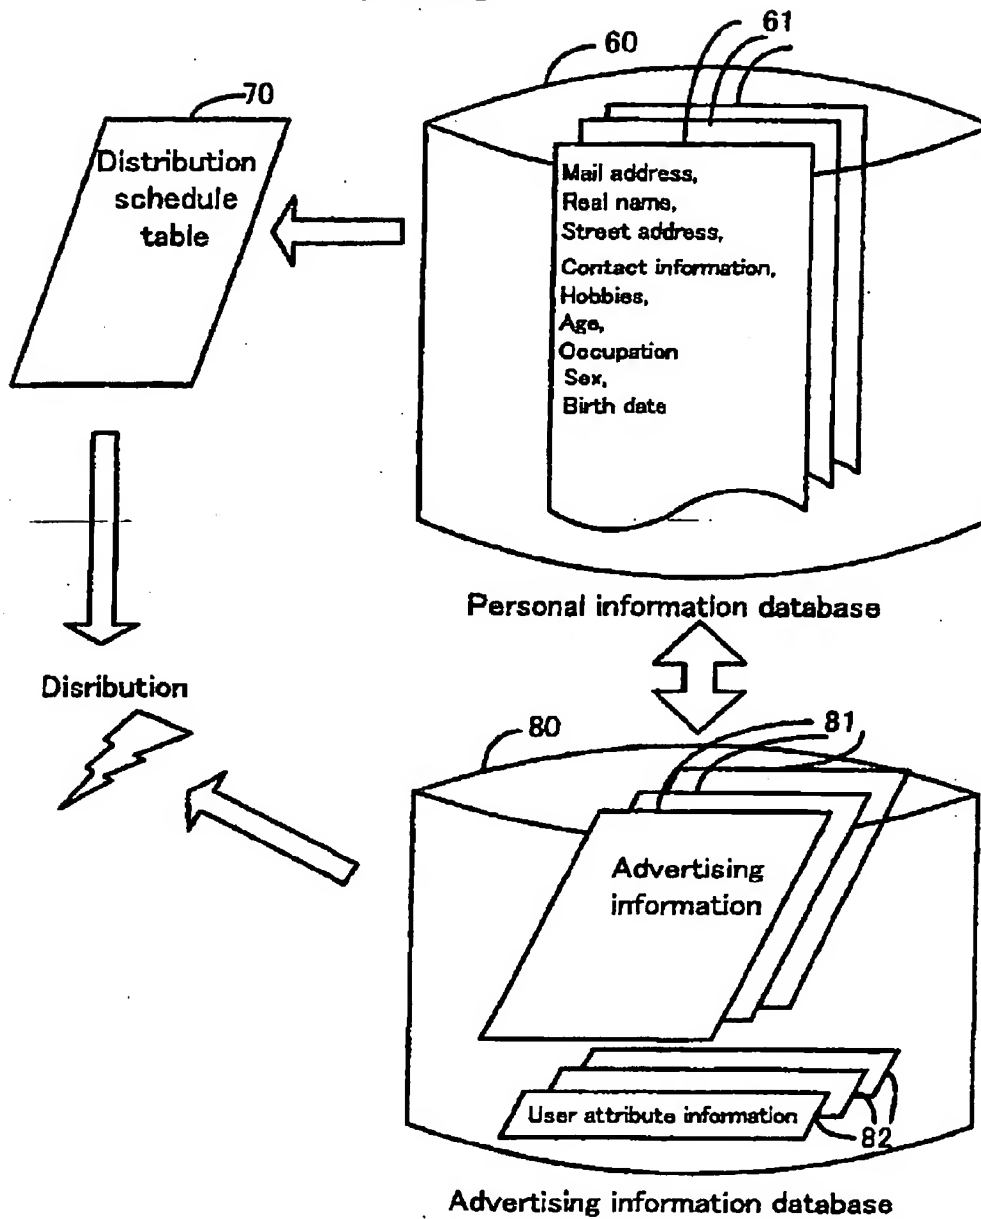 60
61
70
Distribution
schedule
table
Mail address,
Real name,
Street address,
Contact information,
Hobbies,
Age,
Occupation
Sex,
Birth date
Personal information database
Disribution
80
81
Advertising
information
User attribute information
82
Advertising information database